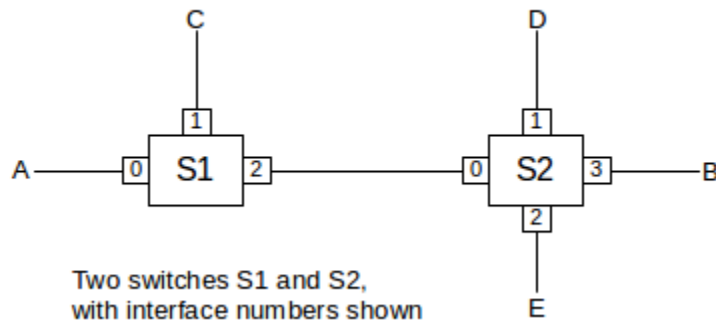 C D
1 1
A 0 S1 2 0 S2 3 B
2
Two switches S1 and S2,
with interface numbers shown E